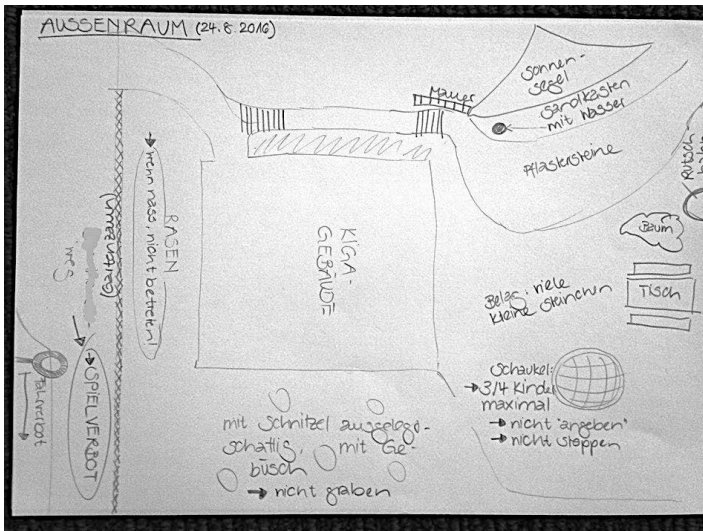 AUSSENRAUM (24.8.2016)
Mauer
Sonnen-
segel
Sandkasten
mit Wasser
Pflastersteine
Rutsch-
Baum
Tisch
Belag: viele
kleine Steinchen
Schaukel:
→ 3/4 Kinder
maximal
→ nicht "angeben"
→ nicht stoppen
KIGA-
GEBÄUDE
RASEN
→ wenn nass, nicht betreten!
weg
→ SPIELVERBOT
Fahrverbot
mit Schnitzel ausgelegt
schattig, mit Ge-
büsch
→ nicht graben